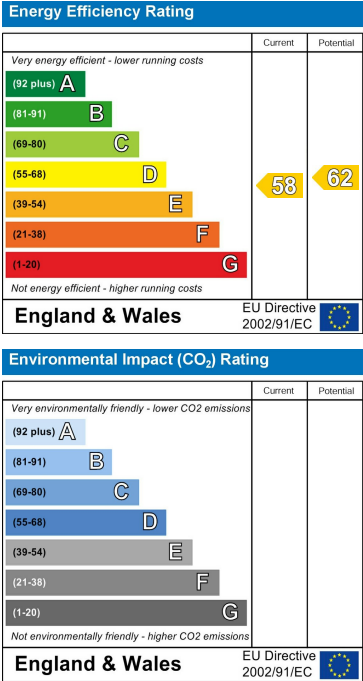 Energy Efficiency Rating
Current Potential
Very energy efficient - lower running costs
(92 plus) A
(81-91) B
(69-80) C
(55-68) D
(39-54) E
(21-38) F
(1-20) G
58
62
Not energy efficient - higher running costs
England & Wales
EU Directive
2002/91/EC
Environmental Impact (CO₂) Rating
Current Potential
Very environmentally friendly - lower CO2 emissions
(92 plus) A
(81-91) B
(69-80) C
(55-68) D
(39-54) E
(21-38) F
(1-20) G
Not environmentally friendly - higher CO2 emissions
England & Wales
EU Directive
2002/91/EC